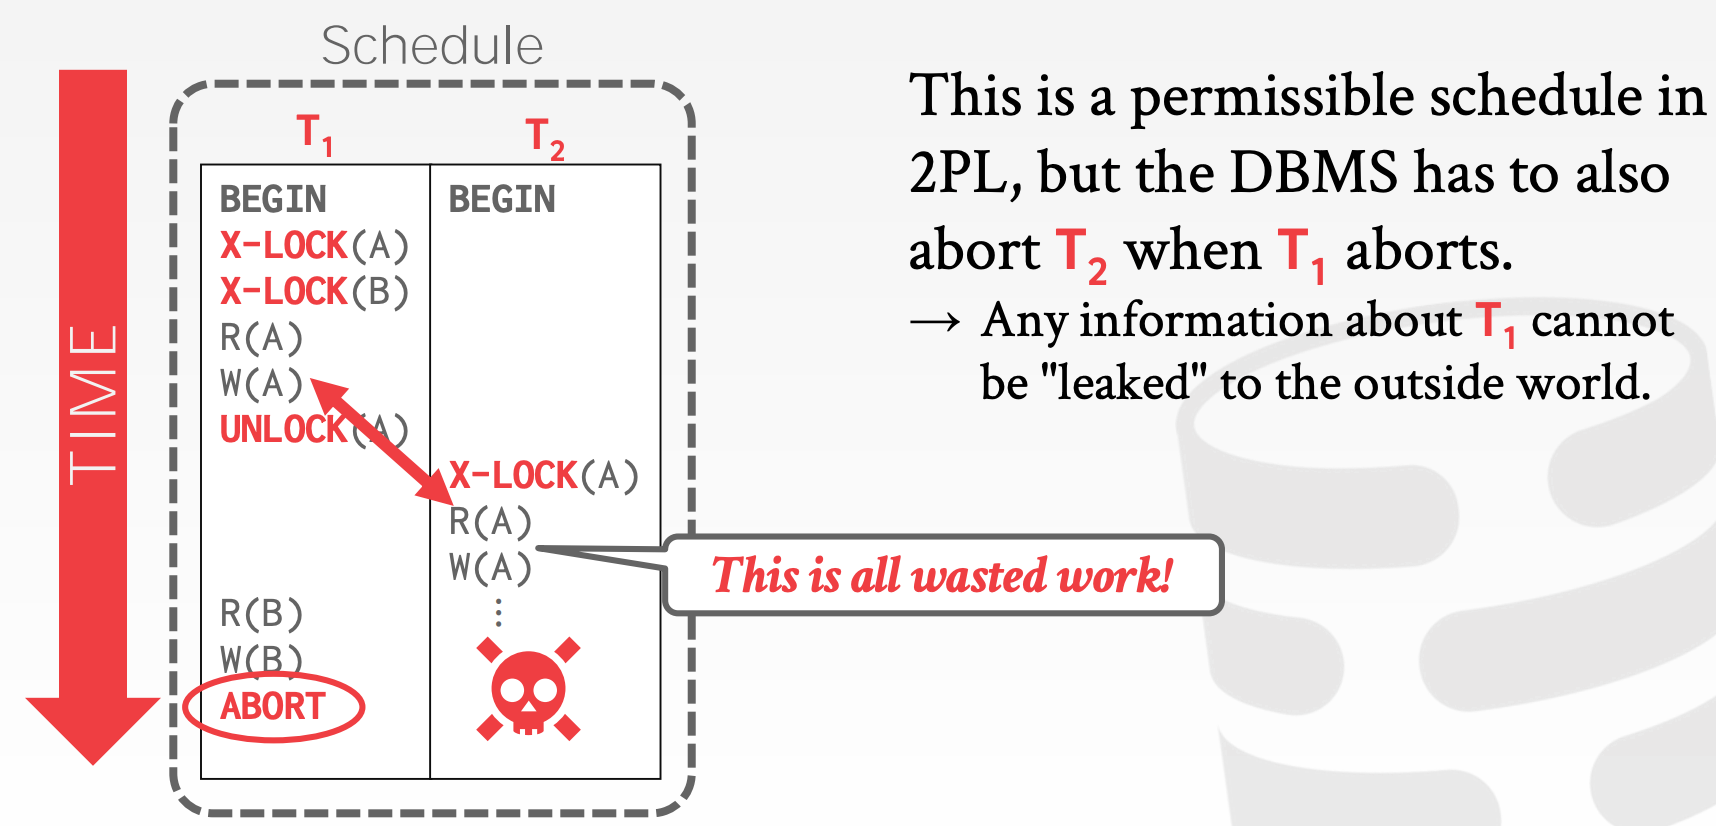 Schedule
TIME
T₁ T₂
BEGIN BEGIN
X-LOCK(A)
X-LOCK(B)
R(A)
W(A)
UNLOCK(A)
X-LOCK(A)
R(A)
W(A)
⋮
R(B)
W(B)
ABORT
This is all wasted work!
This is a permissible schedule in
2PL, but the DBMS has to also
abort T₂ when T₁ aborts.
→ Any information about T₁ cannot
be "leaked" to the outside world.